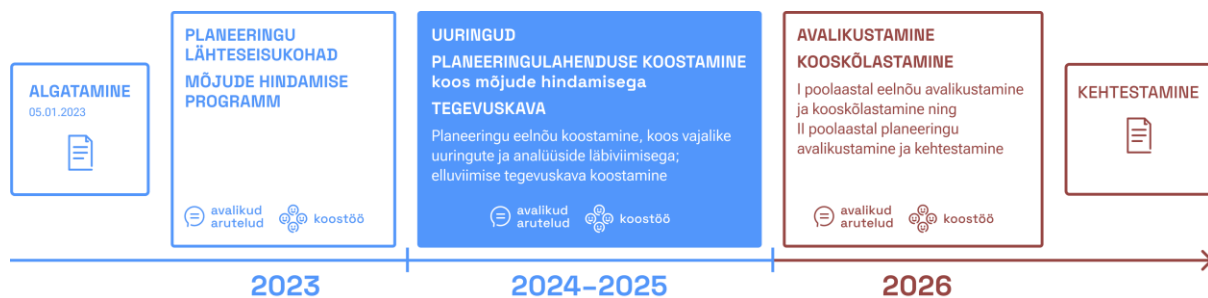 ALGATAMINE
05.01.2023
PLANEERINGU
LÄHTESEISUKOHAD
MÕJUDE HINDAMISE
PROGRAMM
avalikud
arutelud
koostöö
UURINGUD
PLANEERINGULAHENDUSE KOOSTAMINE
koos mõjude hindamisega
TEGEVUSKAVA
Planeeringu eelnõu koostamine, koos vajalike
uuringute ja analüüside läbiviimisega;
elluviimise tegevuskava koostamine
avalikud
arutelud
koostöö
AVALIKUSTAMINE
KOOSKÕLASTAMINE
I poolaastal eelnõu avalikustamine
ja kooskõlastamine ning
II poolaastal planeeringu
avalikustamine ja kehtestamine
avalikud
arutelud
koostöö
KEHTESTAMINE
2023
2024–2025
2026